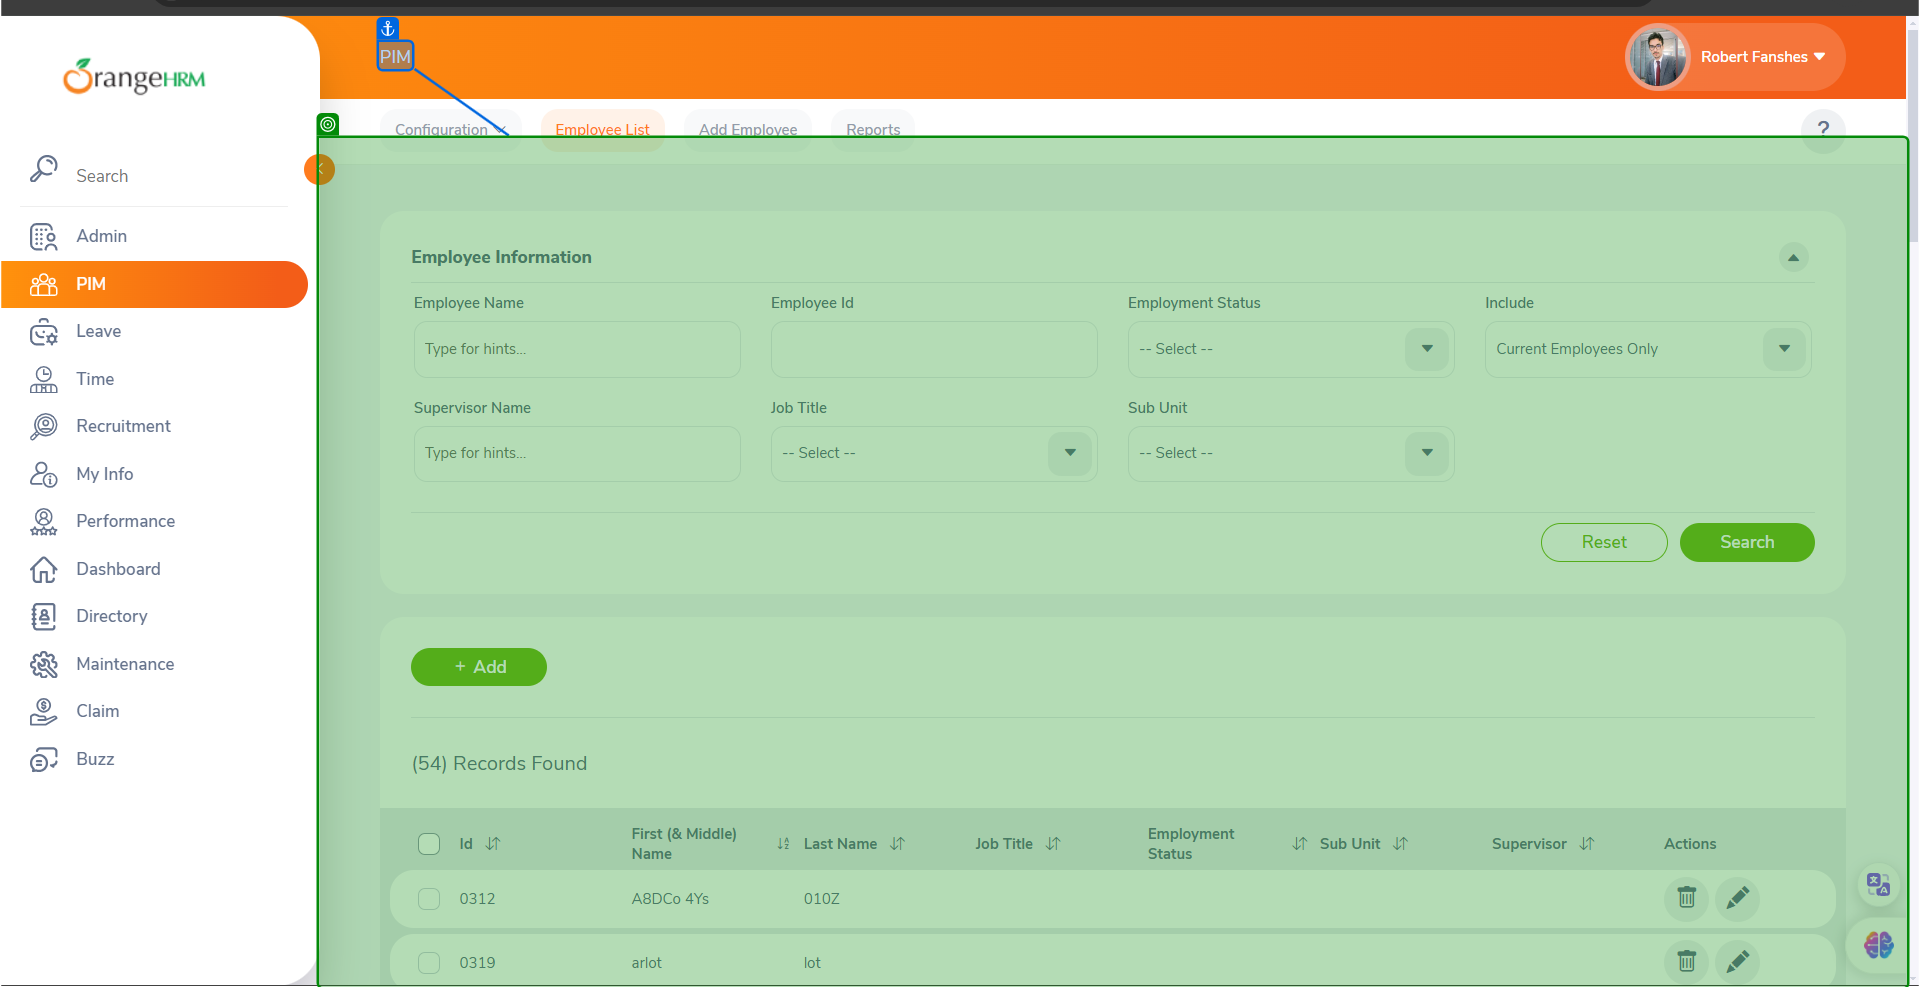 PIM
Robert Fanshes
OrangeHRM
Configuration
Employee List
Add Employee
Reports
?
Search
Admin
PIM
Leave
Time
Recruitment
My Info
Performance
Dashboard
Directory
Maintenance
Claim
Buzz
Employee Information
Employee Name
Employee Id
Employment Status
Include
Type for hints...
-- Select --
Current Employees Only
Supervisor Name
Job Title
Sub Unit
Type for hints...
-- Select --
-- Select --
Reset
Search
+ Add
(54) Records Found
Id
First (& Middle)
Name
Last Name
Job Title
Employment
Status
Sub Unit
Supervisor
Actions
0312
A8DCo 4Ys
010Z
0319
arlot
lot